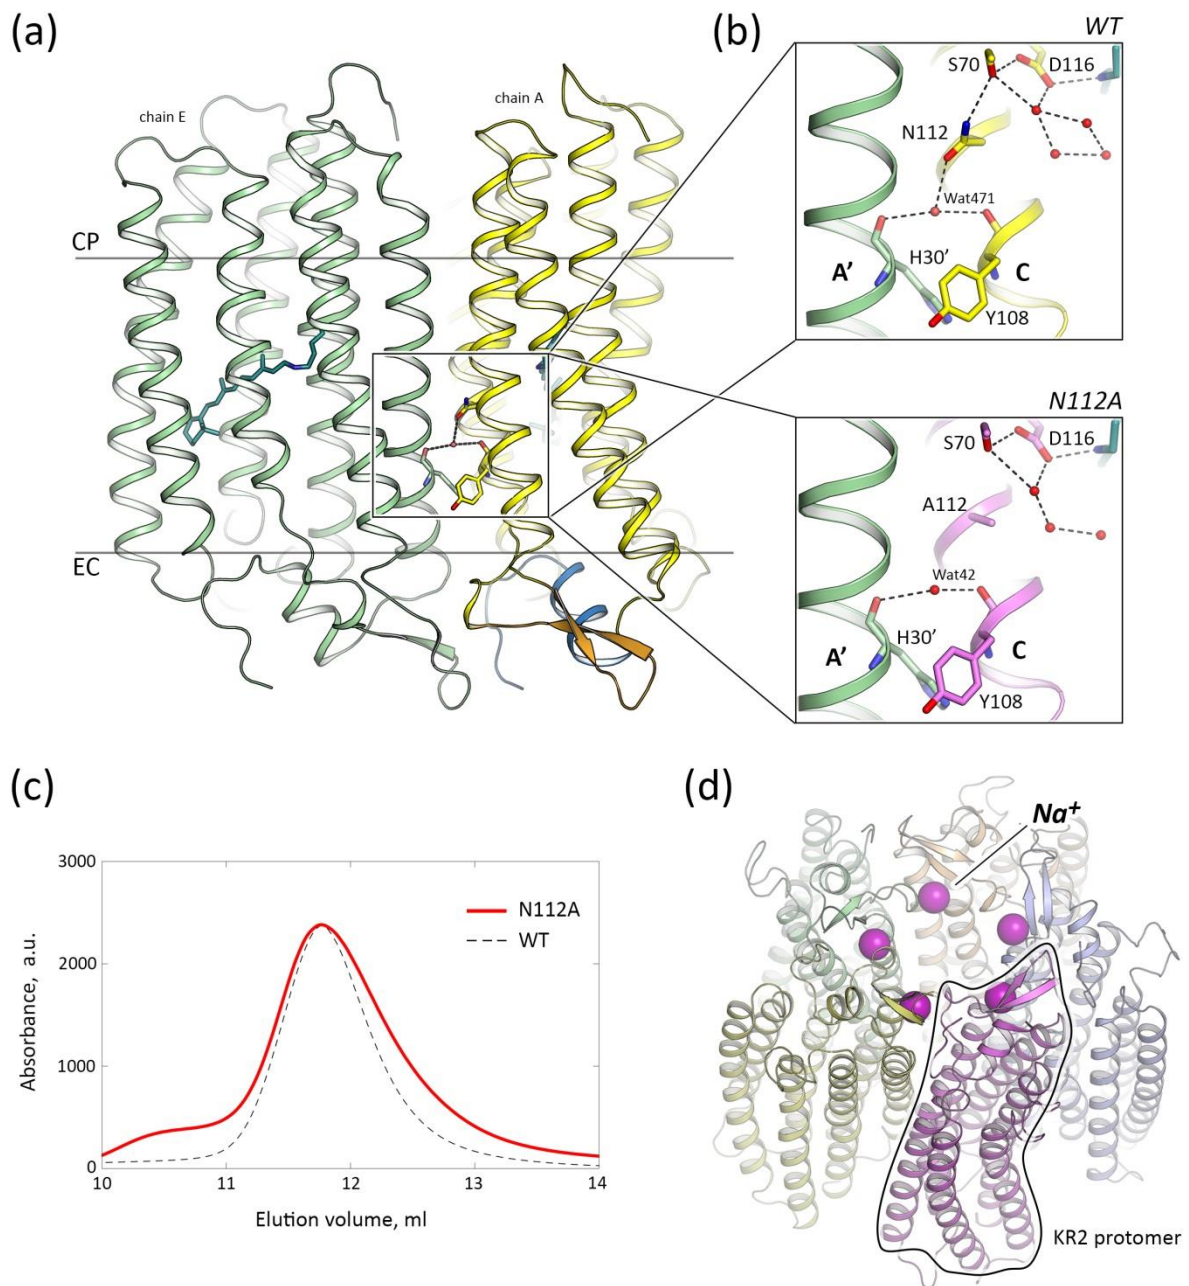 (a)
chain E
chain A
CP
EC
(b)
WT
S70
D116
N112
Wat471
H30′
A′
C
Y108
N112A
S70
D116
A112
Wat42
H30′
A′
C
Y108
(c)
3000
2000
1000
0
Absorbance, a.u.
N112A
WT
10 11 12 13 14
Elution volume, ml
(d)
Na+
KR2 protomer